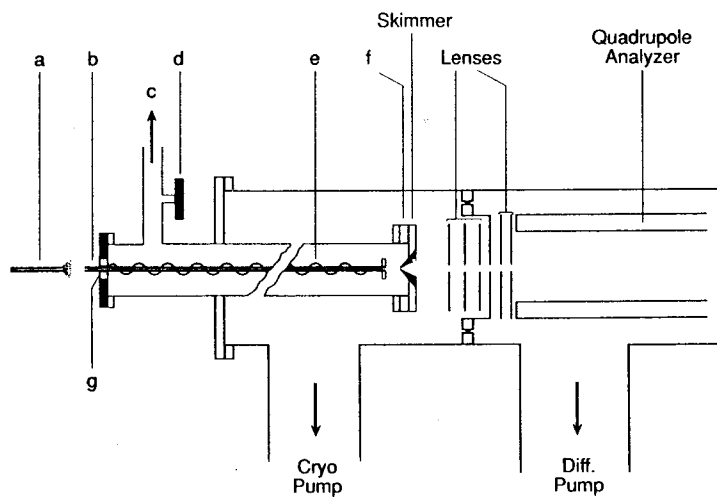 Skimmer
a
b
d
e
f
Lenses
Quadrupole
Analyzer
c
g
Cryo
Pump
Diff.
Pump